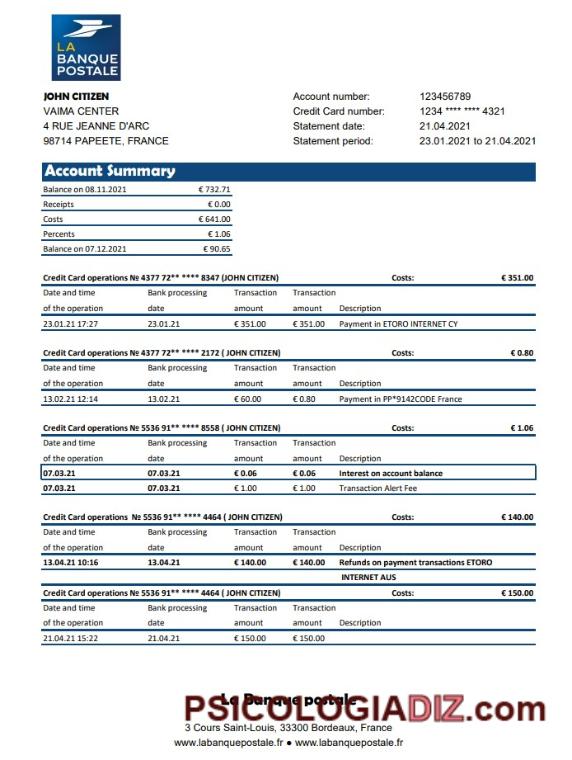 LA
BANQUE
POSTALE
JOHN CITIZEN Account number: 123456789
VAIMA CENTER Credit Card number: 1234 **** **** 4321
4 RUE JEANNE D'ARC Statement date: 21.04.2021
98714 PAPEETE, FRANCE Statement period: 23.01.2021 to 21.04.2021
Account Summary
Balance on 08.11.2021 € 732.71
Receipts € 0.00
Costs € 641.00
Percents € 1.06
Balance on 07.12.2021 € 90.65
Credit Card operations № 4377 72** **** 8347 (JOHN CITIZEN) Costs: € 351.00
Date and time Bank processing Transaction Transaction
of the operation date amount amount Description
23.01.21 17:27 23.01.21 € 351.00 € 351.00 Payment in ETORO INTERNET CY
Credit Card operations № 4377 72** **** 2172 ( JOHN CITIZEN) Costs: € 0.80
Date and time Bank processing Transaction Transaction
of the operation date amount amount Description
13.02.21 12:14 13.02.21 € 60.00 € 0.80 Payment in PP*9142CODE France
Credit Card operations № 5536 91** **** 8558 ( JOHN CITIZEN) Costs: € 1.06
Date and time Bank processing Transaction Transaction
of the operation date amount amount Description
07.03.21 07.03.21 € 0.06 € 0.06 Interest on account balance
07.03.21 07.03.21 € 1.00 € 1.00 Transaction Alert Fee
Credit Card operations № 5536 91** **** 4464 ( JOHN CITIZEN) Costs: € 140.00
Date and time Bank processing Transaction Transaction
of the operation date amount amount Description
13.04.21 10:16 13.04.21 € 140.00 € 140.00 Refunds on payment transactions ETORO
INTERNET AUS
Credit Card operations № 5536 91** **** 4464 ( JOHN CITIZEN) Costs: € 150.00
Date and time Bank processing Transaction Transaction
of the operation date amount amount Description
21.04.21 15:22 21.04.21 € 150.00 € 150.00
La Banque postale
PSICOLOGIADIZ.com
3 Cours Saint-Louis, 33300 Bordeaux, France
www.labanquepostale.fr ● www.labanquepostale.fr